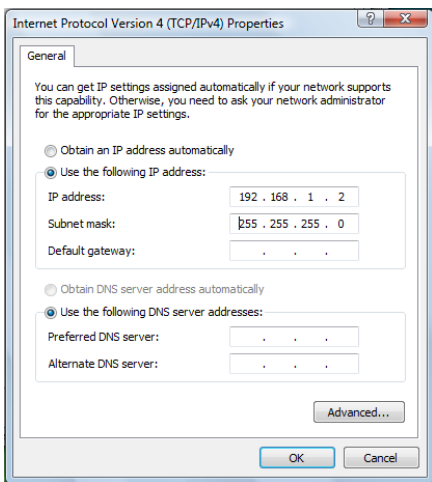 Internet Protocol Version 4 (TCP/IPv4) Properties ? X
General
You can get IP settings assigned automatically if your network supports
this capability. Otherwise, you need to ask your network administrator
for the appropriate IP settings.
Obtain an IP address automatically
Use the following IP address:
IP address: 192 . 168 . 1 . 2
Subnet mask: 255 . 255 . 255 . 0
Default gateway: . . .
Obtain DNS server address automatically
Use the following DNS server addresses:
Preferred DNS server: . . .
Alternate DNS server: . . .
Advanced...
OK Cancel